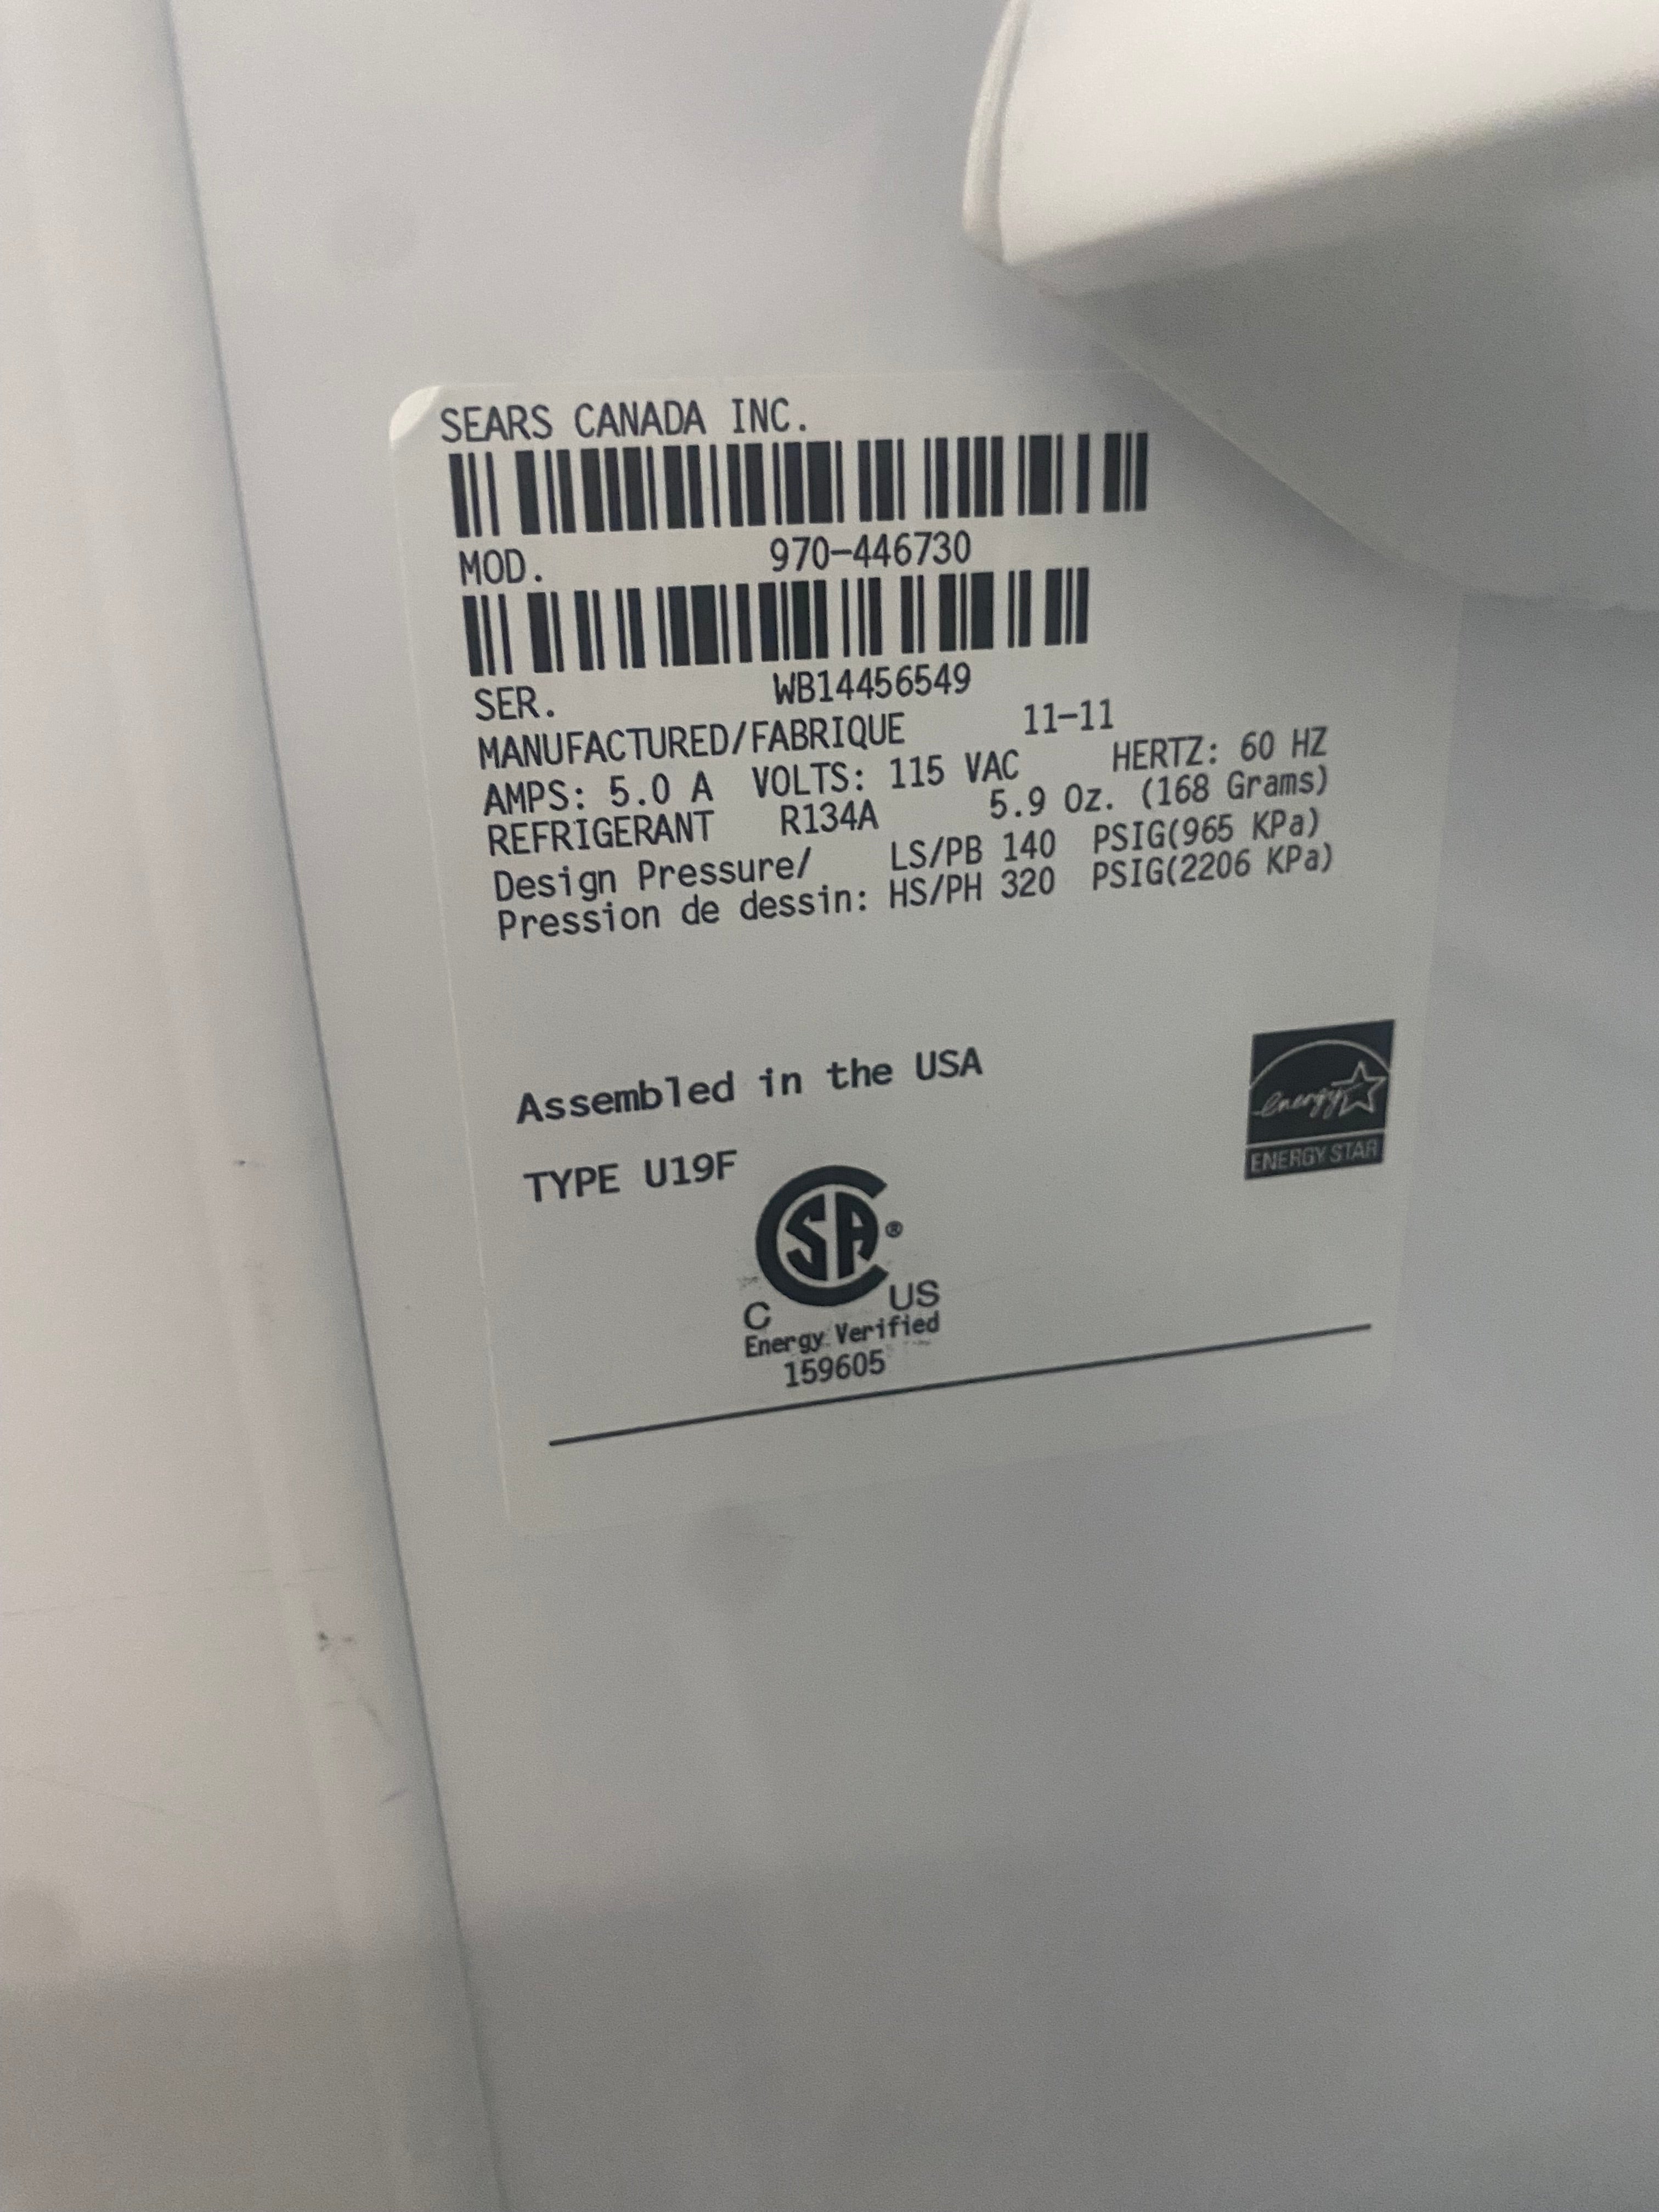 SEARS CANADA INC.
MOD. 970-446730
SER. WB14456549
MANUFACTURED/FABRIQUE 11-11
AMPS: 5.0 A VOLTS: 115 VAC HERTZ: 60 HZ
REFRIGERANT R134A 5.9 Oz. (168 Grams)
Design Pressure/ LS/PB 140 PSIG(965 KPa)
Pression de dessin: HS/PH 320 PSIG(2206 KPa)
Assembled in the USA
energy
ENERGY STAR
TYPE U19F
CSA®
C US
Energy Verified
159605